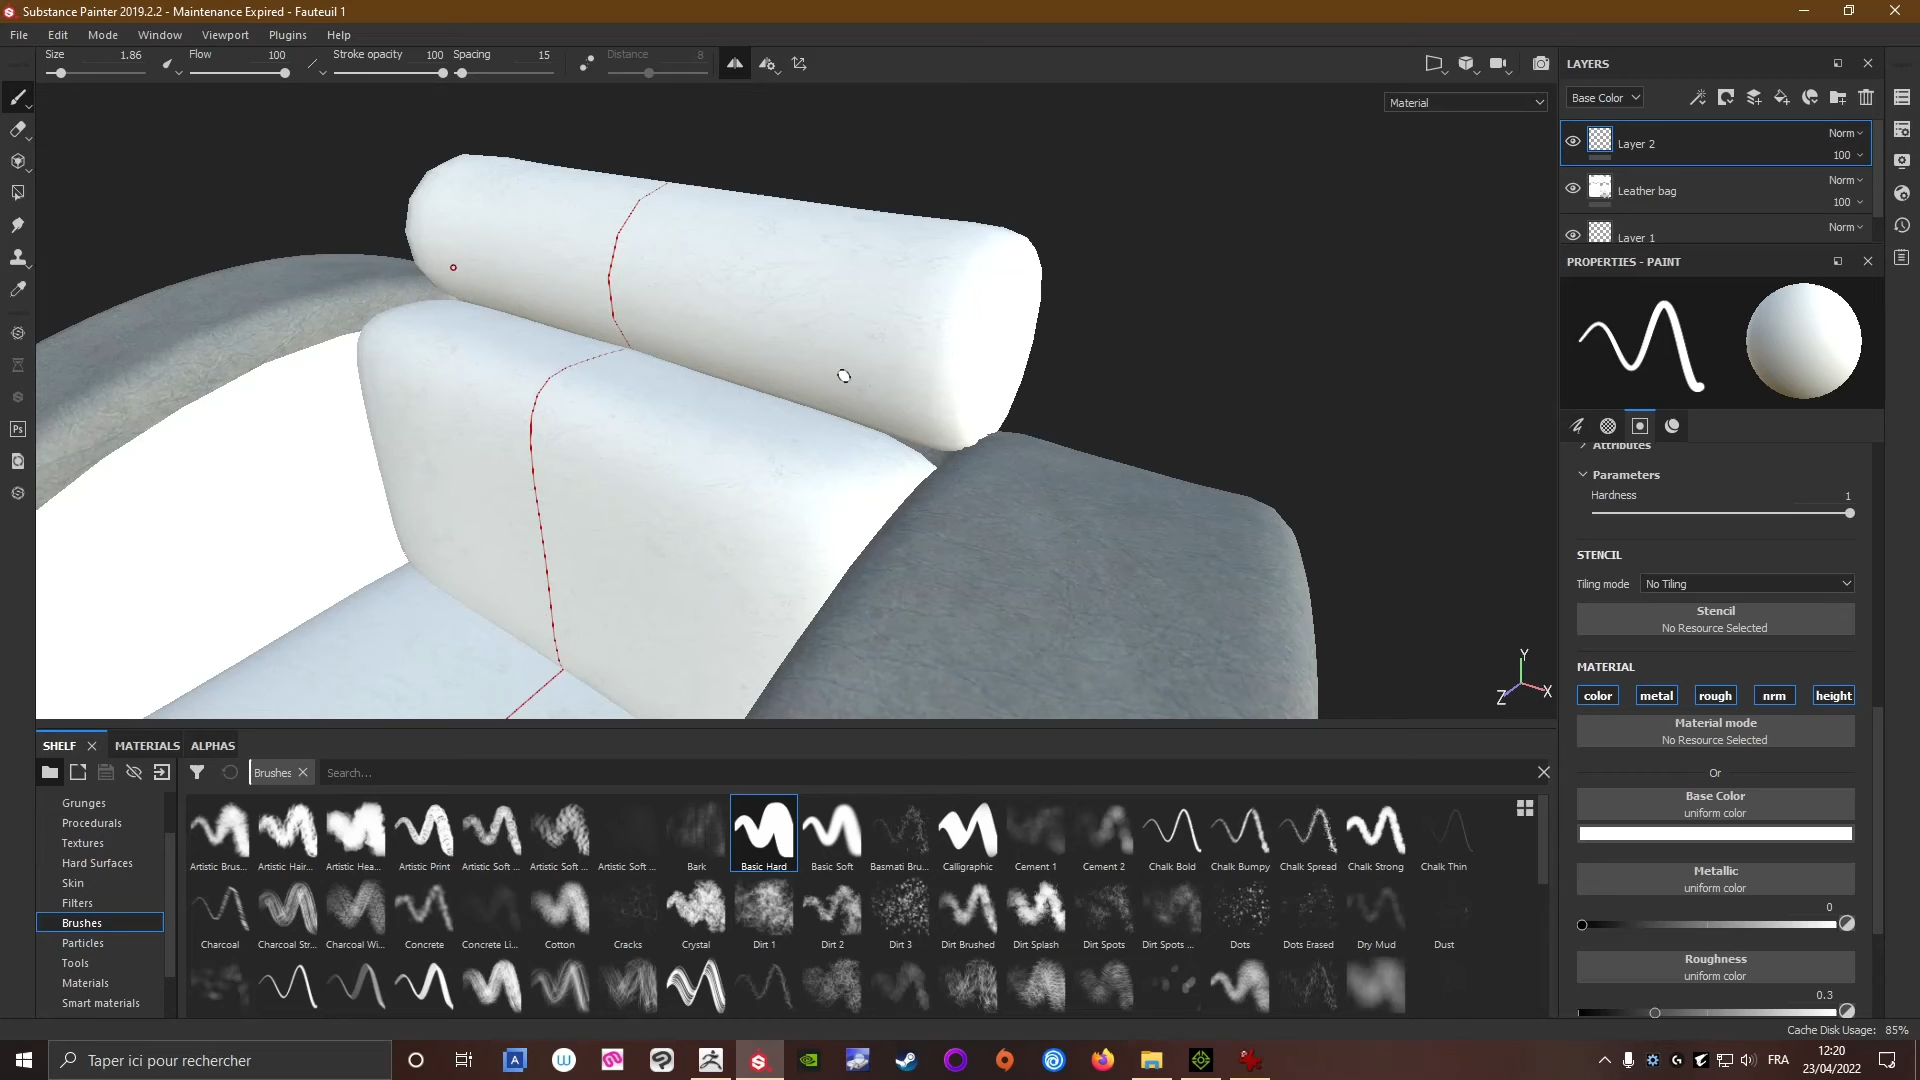 Substance Painter 2019.2.2 - Maintenance Expired - Fauteuil 1
File Edit Mode Window Viewport Plugins Help
Size 1.86 Flow 100 Stroke opacity 100 Spacing 15 Distance 8
Material
LAYERS
Base Color
Layer 2 Norm 100
Leather bag Norm 100
Layer 1 Norm
PROPERTIES - PAINT
Attributes
Parameters
Hardness 1
STENCIL
Tiling mode No Tiling
Stencil
No Resource Selected
MATERIAL
color metal rough nrm height
Material mode
No Resource Selected
Or
Base Color
uniform color
Metallic
uniform color
0
Roughness
uniform color
0.3
Y
Z X
Ps
SHELF MATERIALS ALPHAS
Brushes Search...
Grunges
Procedurals
Textures
Hard Surfaces
Skin
Filters
Brushes
Particles
Tools
Materials
Smart materials
Artistic Brus... Artistic Hair... Artistic Hea... Artistic Print Artistic Soft ... Artistic Soft ... Artistic Soft ... Bark Basic Hard Basic Soft Basmati Bru... Calligraphic Cement 1 Cement 2 Chalk Bold Chalk Bumpy Chalk Spread Chalk Strong Chalk Thin
Charcoal Charcoal Str... Charcoal Wi... Concrete Concrete Li... Cotton Cracks Crystal Dirt 1 Dirt 2 Dirt 3 Dirt Brushed Dirt Splash Dirt Spots Dirt Spots ... Dots Dots Erased Dry Mud Dust
Cache Disk Usage: 85%
Taper ici pour rechercher
FRA
12:20
23/04/2022